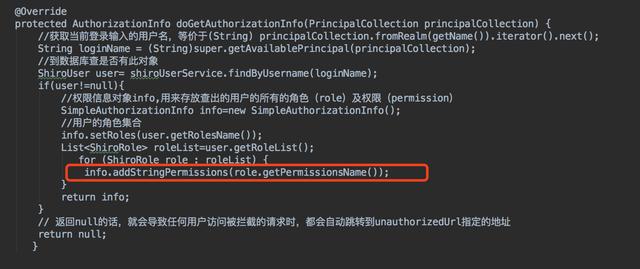 @Override
protected AuthorizationInfo doGetAuthorizationInfo(PrincipalCollection principalCollection) {
//获取当前登录输入的用户名，等价于(String) principalCollection.fromRealm(getName()).iterator().next();
String loginName = (String)super.getAvailablePrincipal(principalCollection);
//到数据库查是否有此对象
ShiroUser user= shiroUserService.findByUsername(loginName);
if(user!=null){
//权限信息对象info,用来存放查出的用户的所有的角色（role）及权限（permission）
SimpleAuthorizationInfo info=new SimpleAuthorizationInfo();
//用户的角色集合
info.setRoles(user.getRolesName());
List<ShiroRole> roleList=user.getRoleList();
for (ShiroRole role : roleList) {
info.addStringPermissions(role.getPermissionsName());
}
return info;
}
// 返回null的话，就会导致任何用户访问被拦截的请求时，都会自动跳转到unauthorizedUrl指定的地址
return null;
}